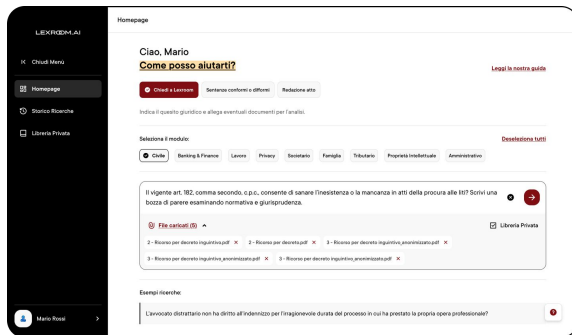 LEXROOM.AI
Homepage
Chiudi Menù
Homepage
Storico Ricerche
Libreria Privata
Mario Rossi
Ciao, Mario
Come posso aiutarti?
Leggi la nostra guida
Chiedi a Lexroom
Sentenze conformi o difformi
Redazione atto
Indica il quesito giuridico e allega eventuali documenti per l'analisi.
Seleziona il modulo:
Deseleziona tutti
Civile
Banking & Finance
Lavoro
Privacy
Societario
Famiglia
Tributario
Proprietà Intellettuale
Amministrativo
Il vigente art. 182, comma secondo, c.p.c., consente di sanare l'inesistenza o la mancanza in atti della procura alle liti? Scrivi una
bozza di parere esaminando normativa e giurisprudenza.
File caricati (5)
Libreria Privata
2 - Ricorso per decreto inguintiva.pdf
2 - Ricorso per decreto.pdf
3 - Ricorso per decreto inguintivo_anonimizzato.pdf
3 - Ricorso per decreto inguintivo_anonimizzato.pdf
3 - Ricorso per decreto inguintivo_anonimizzato.pdf
Esempi ricerche:
L'avvocato distrattario non ha diritto all'indennizzo per l'irragionevole durata del processo in cui ha prestato la propria opera professionale?
?